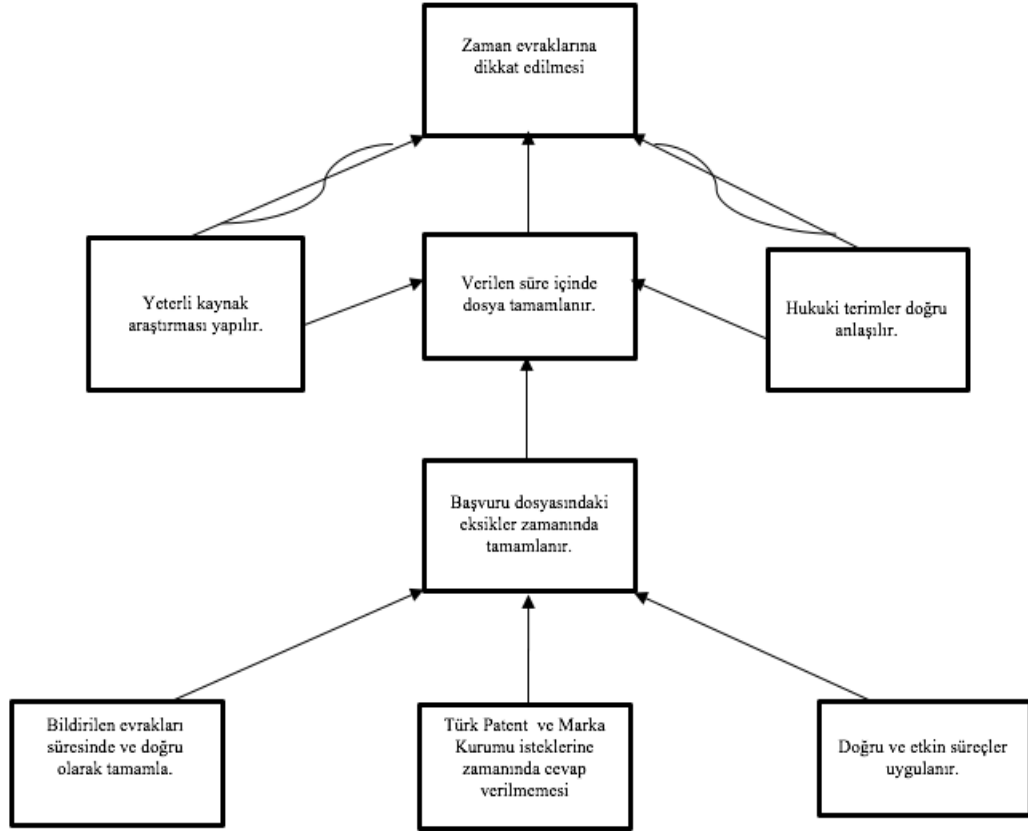 Zaman evraklarına
dikkat edilmesi
Yeterli kaynak
araştırması yapılır.
Verilen süre içinde
dosya tamamlanır.
Hukuki terimler doğru
anlaşılır.
Başvuru dosyasındaki
eksikler zamanında
tamamlanır.
Bildirilen evrakları
süresinde ve doğru
olarak tamamla.
Türk Patent ve Marka
Kurumu isteklerine
zamanında cevap
verilmemesi
Doğru ve etkin süreçler
uygulanır.